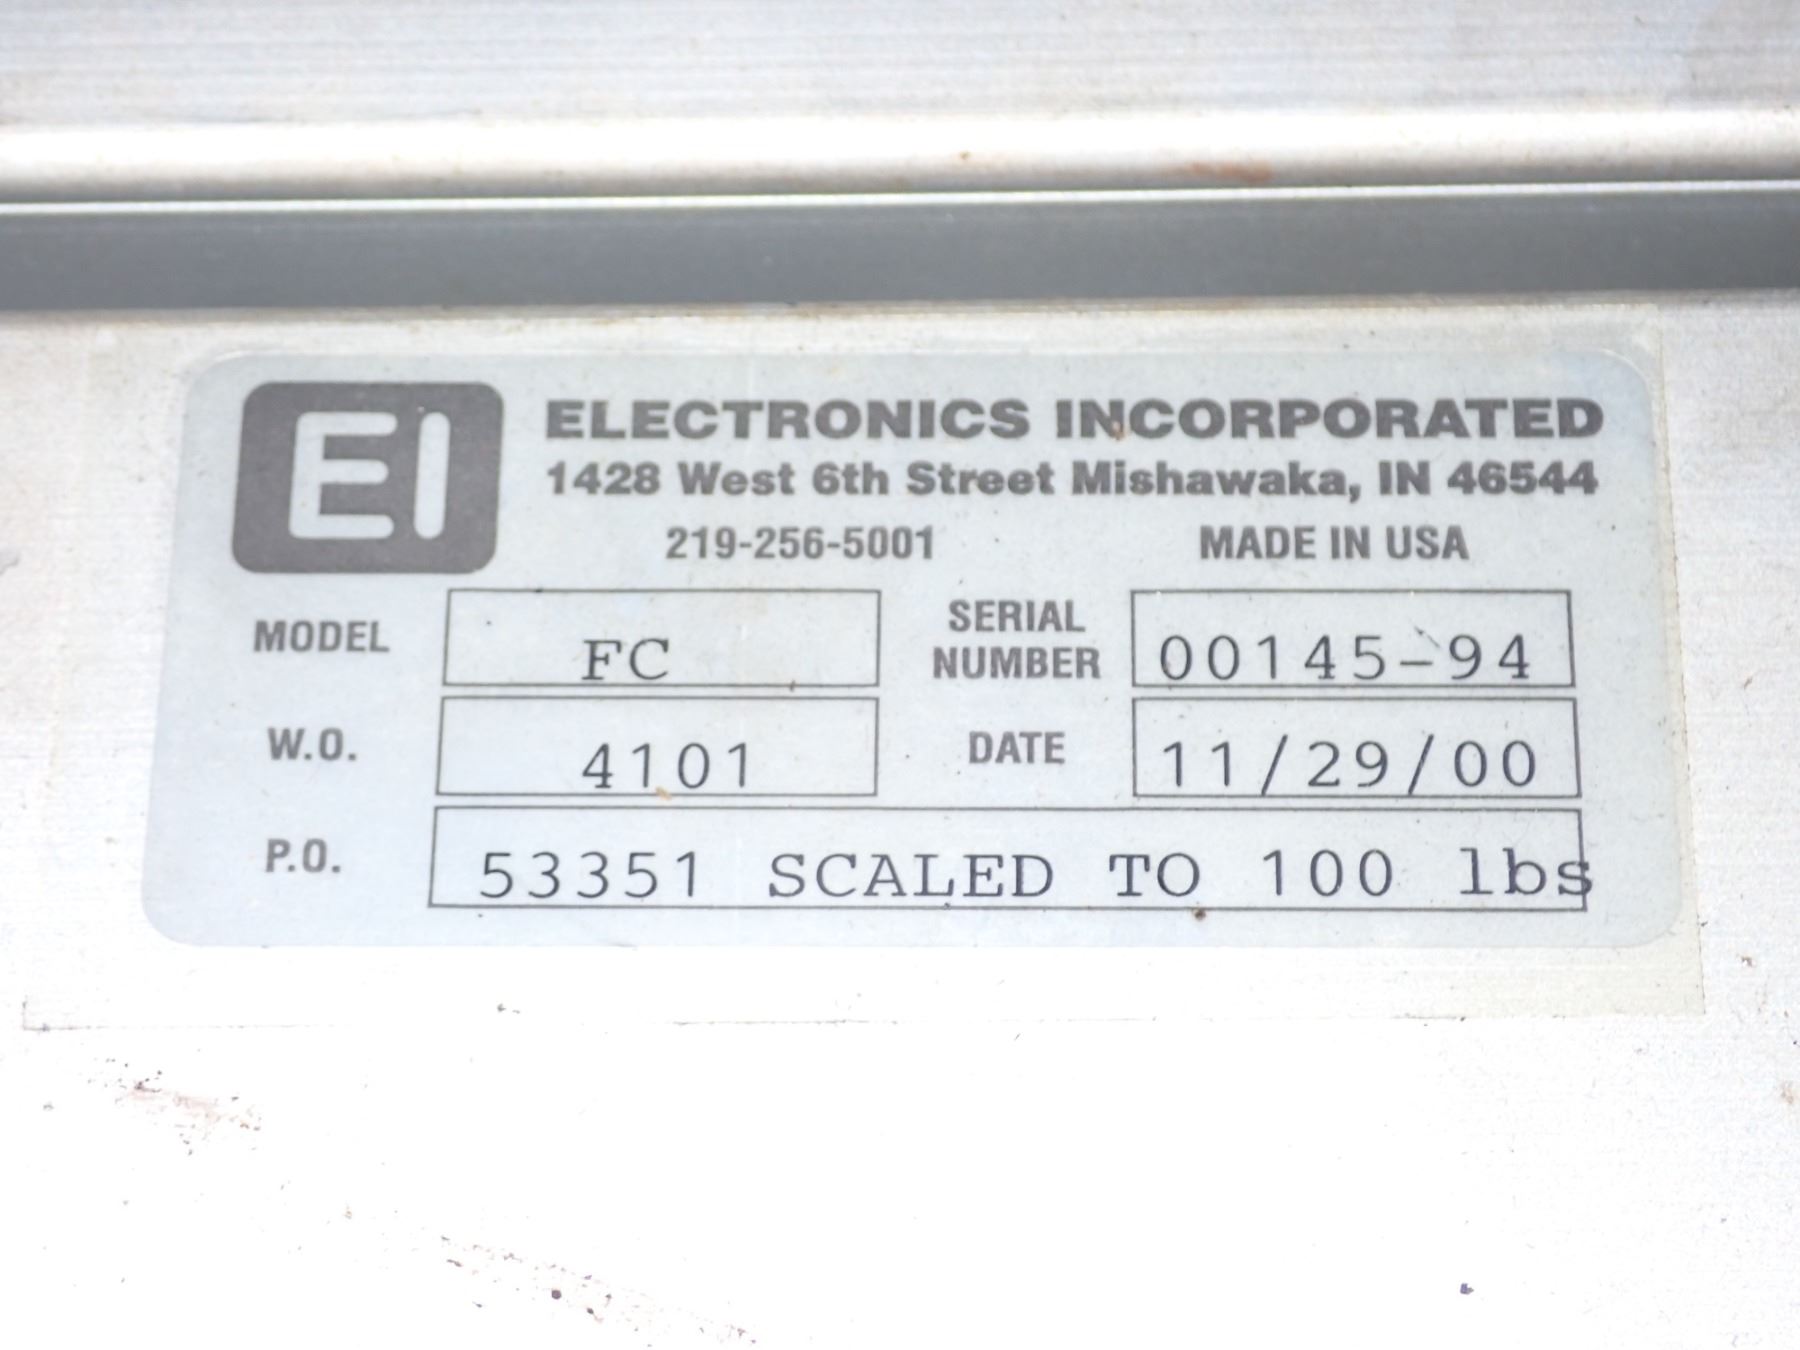 EI
ELECTRONICS INCORPORATED
1428 West 6th Street Mishawaka, IN 46544
219-256-5001 MADE IN USA
MODEL FC SERIAL NUMBER 00145-94
W.O. 4101 DATE 11/29/00
P.O. 53351 SCALED TO 100 lbs